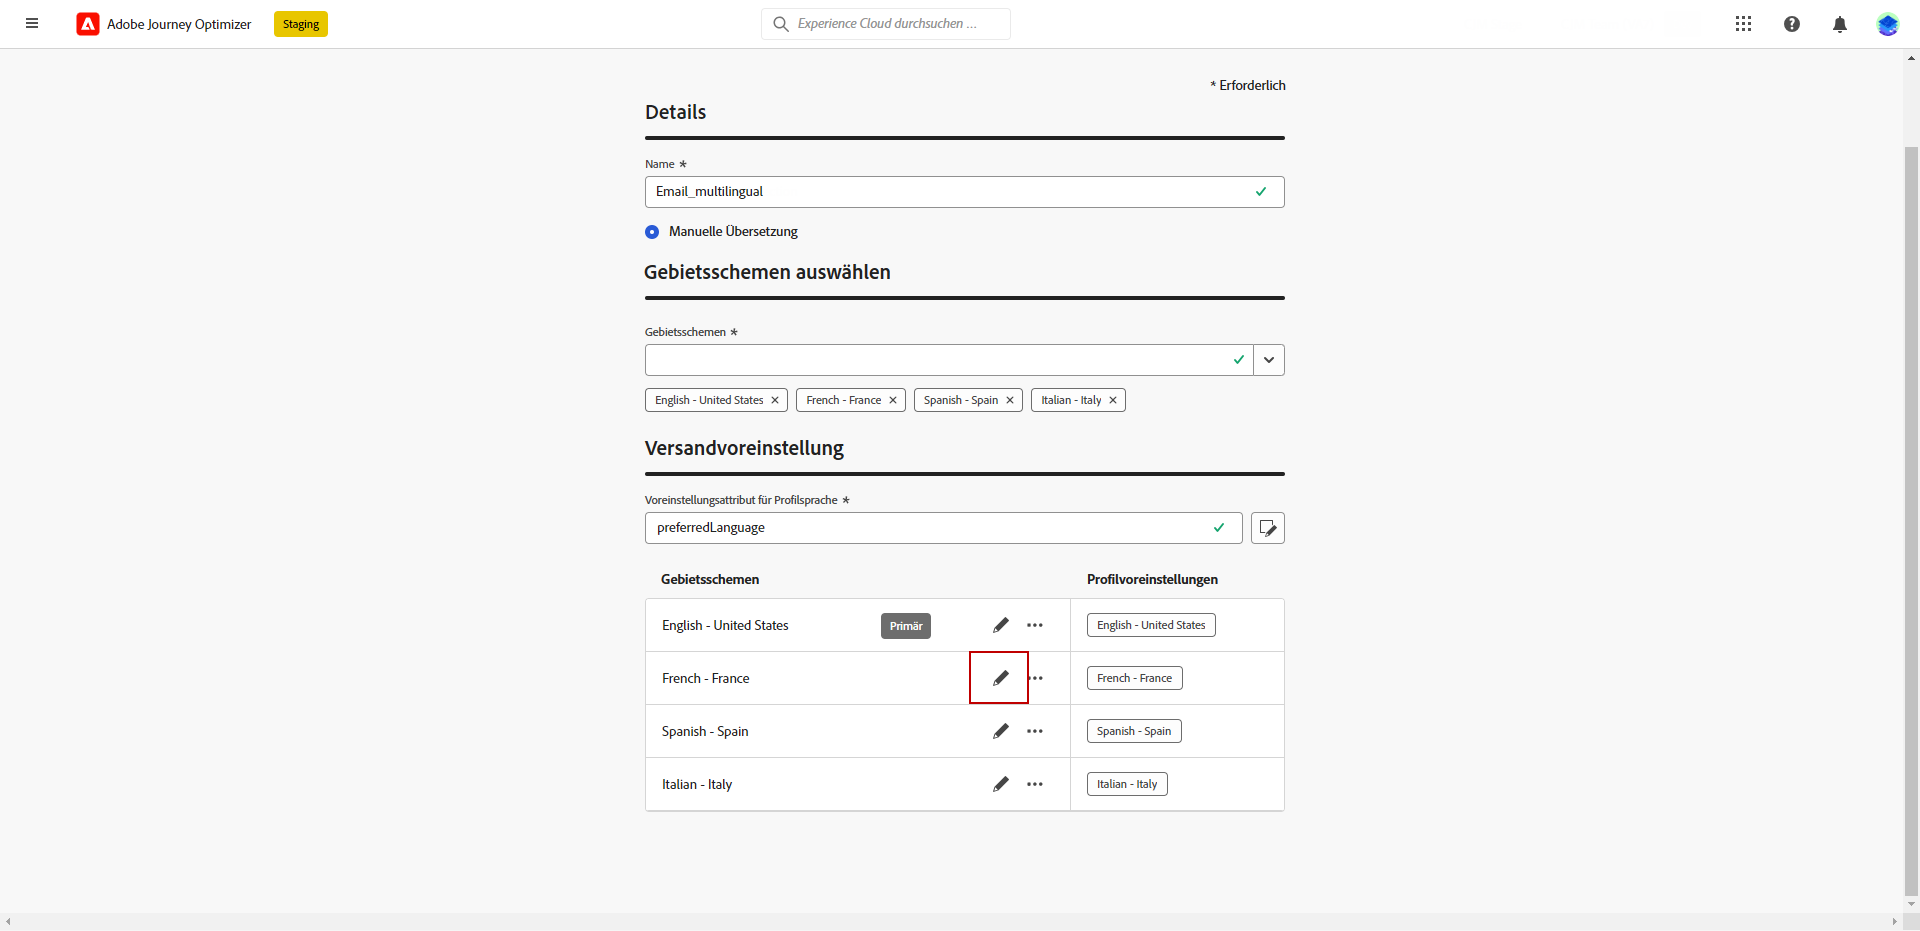 Adobe Journey Optimizer Staging Experience Cloud durchsuchen ...
* Erforderlich
Details
Name *
Email_multilingual
Manuelle Übersetzung
Gebietsschemen auswählen
Gebietsschemen *
English - United States French - France Spanish - Spain Italian - Italy
Versandvoreinstellung
Voreinstellungsattribut für Profilsprache *
preferredLanguage
Gebietsschemen Profilvoreinstellungen
English - United States Primär English - United States
French - France French - France
Spanish - Spain Spanish - Spain
Italian - Italy Italian - Italy